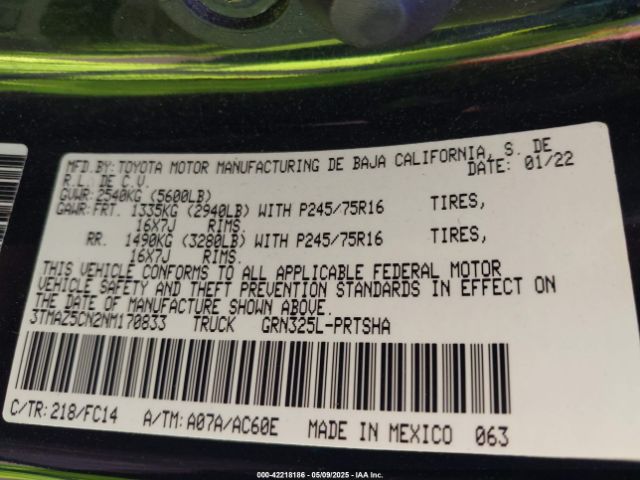 MFD.BY: TOYOTA MOTOR MANUFACTURING DE BAJA CALIFORNIA, S. DE
R.L. DE C.V. DATE: 01/22
GVWR: 2540KG (5600LB)
GAWR: FRT. 1335KG (2940LB) WITH P245/75R16 TIRES,
16X7J RIMS.
RR. 1490KG (3280LB) WITH P245/75R16 TIRES,
16X7J RIMS.
THIS VEHICLE CONFORMS TO ALL APPLICABLE FEDERAL MOTOR
VEHICLE SAFETY AND THEFT PREVENTION STANDARDS IN EFFECT ON
THE DATE OF MANUFACTURE SHOWN ABOVE.
3TMAZ5CN2NM170833 TRUCK GRN325L-PRTSHA
C/TR: 218/FC14 A/TM: A07A/AC60E MADE IN MEXICO 063
000-42218186 - 05/09/2025 - IAA, Inc.